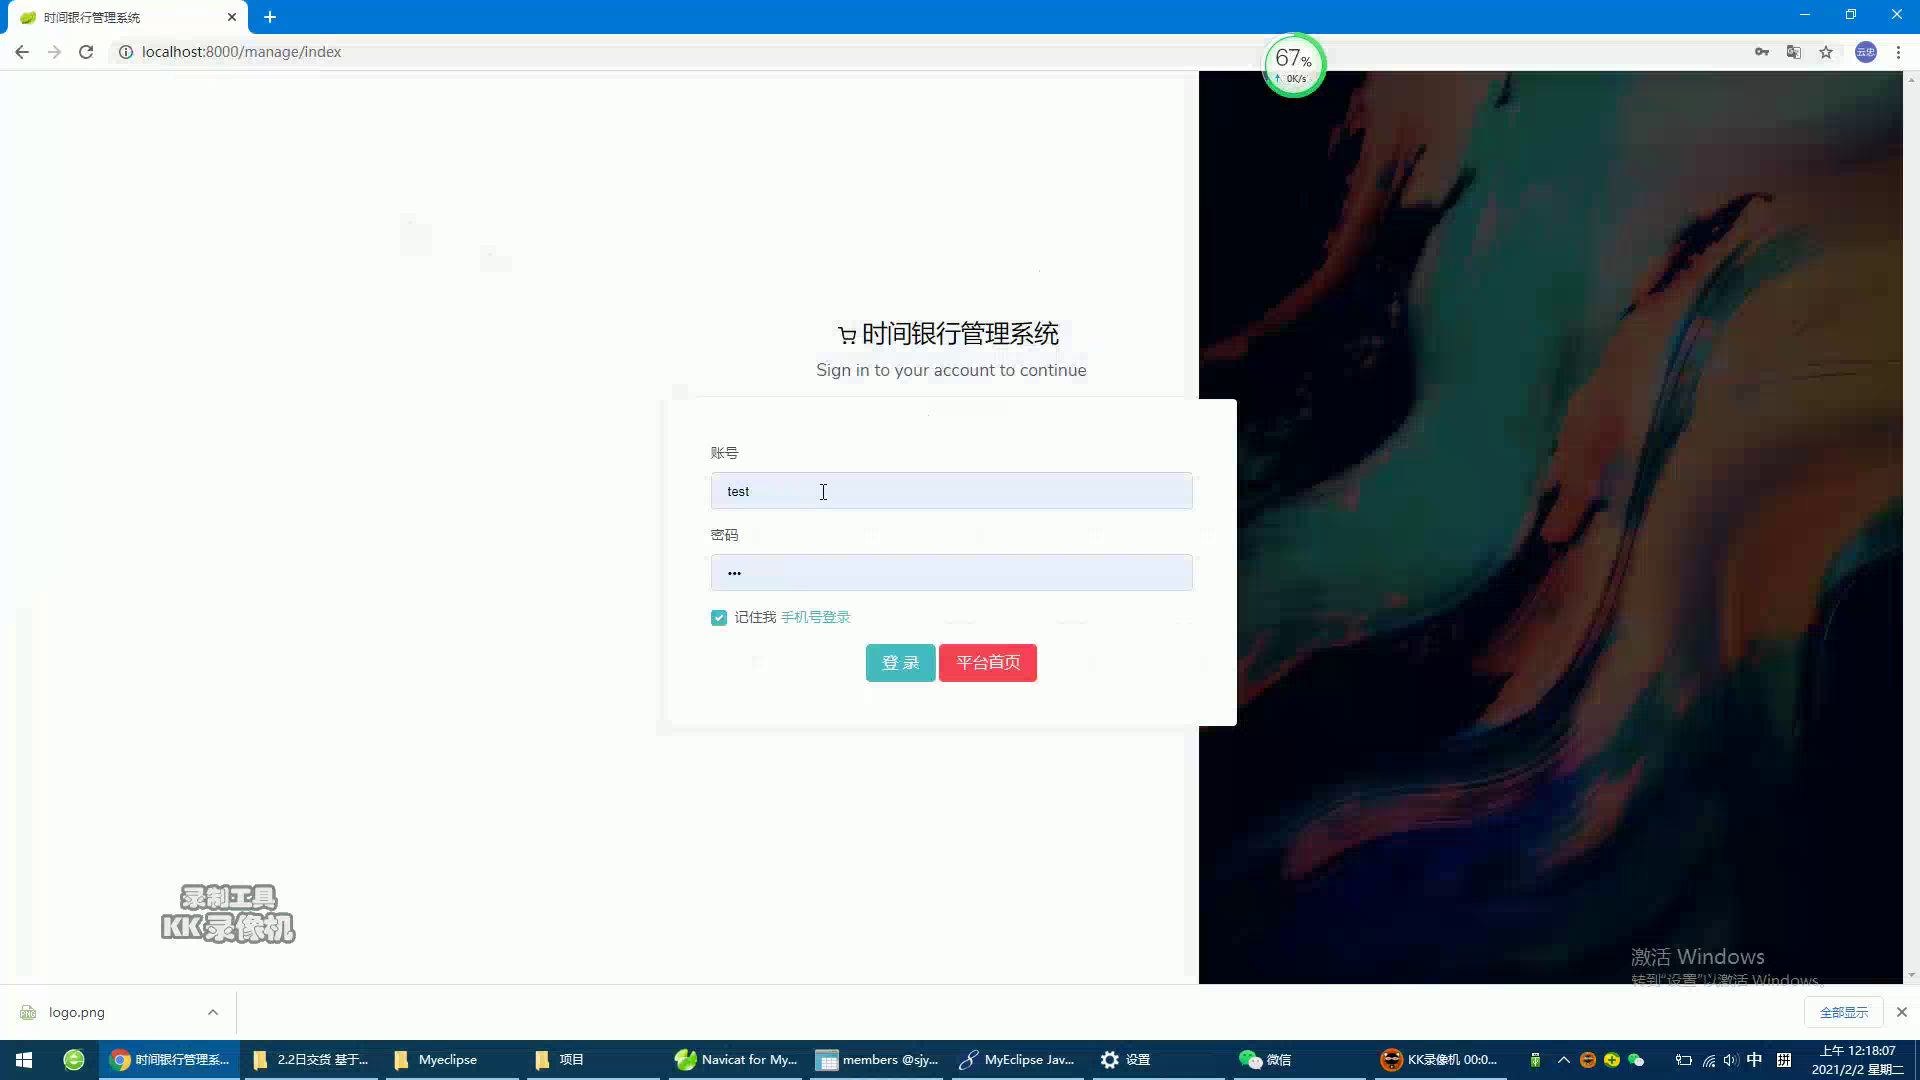 时间银行管理系统
localhost:8000/manage/index
67%
0K/s
云忠
时间银行管理系统
Sign in to your account to continue
账号
test
密码
•••
记住我 手机号登录
登 录 平台首页
录制工具
KK录像机
激活 Windows
转到“设置”以激活 Windows。
logo.png
全部显示
时间银行管理系...
2.2日交货 基于...
Myeclipse
项目
Navicat for My...
members @sjy...
MyEclipse Jav...
设置
微信
KK录像机 00:0...
中
拼
上午 12:18:07
2021/2/2 星期二